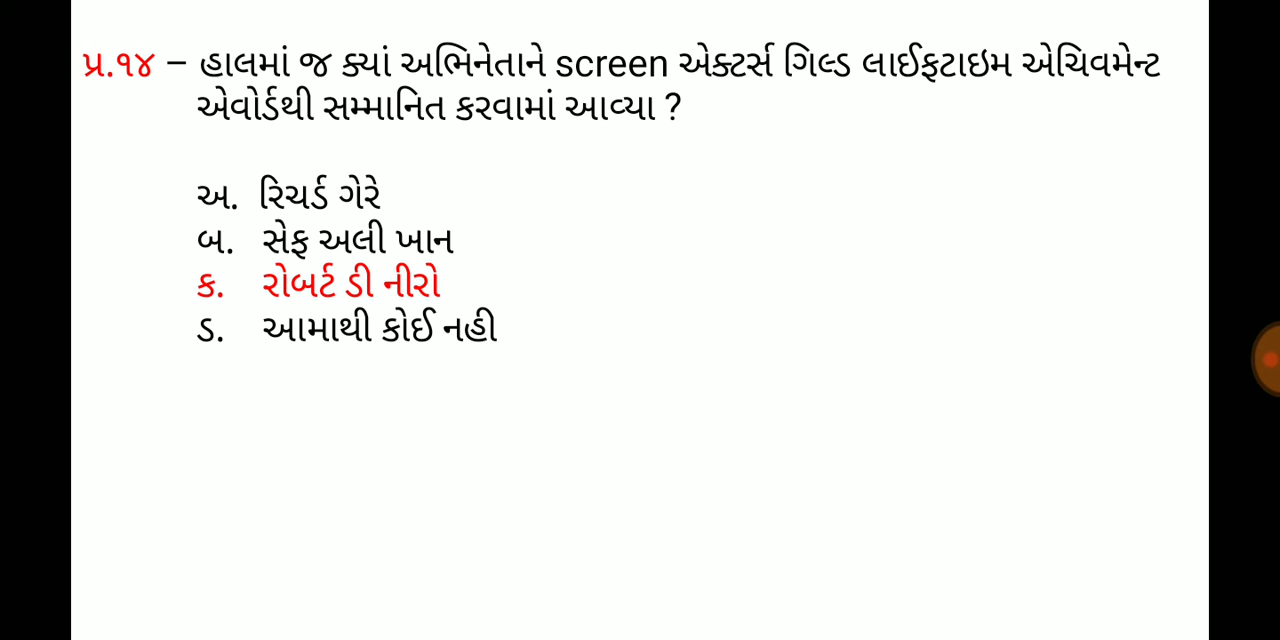 પ્ર.૧૪ – હાલમાં જ ક્યાં અભિનેતાને screen એક્ટર્સ ગિલ્ડ લાઈફટાઇમ એચિવમેન્ટ
એવોર્ડથી સમ્માનિત કરવામાં આવ્યા ?
અ. રિચર્ડ ગેરે
બ. સેફ અલી ખાન
ક. રોબર્ટ ડી નીરો
ડ. આમાથી કોઈ નહી